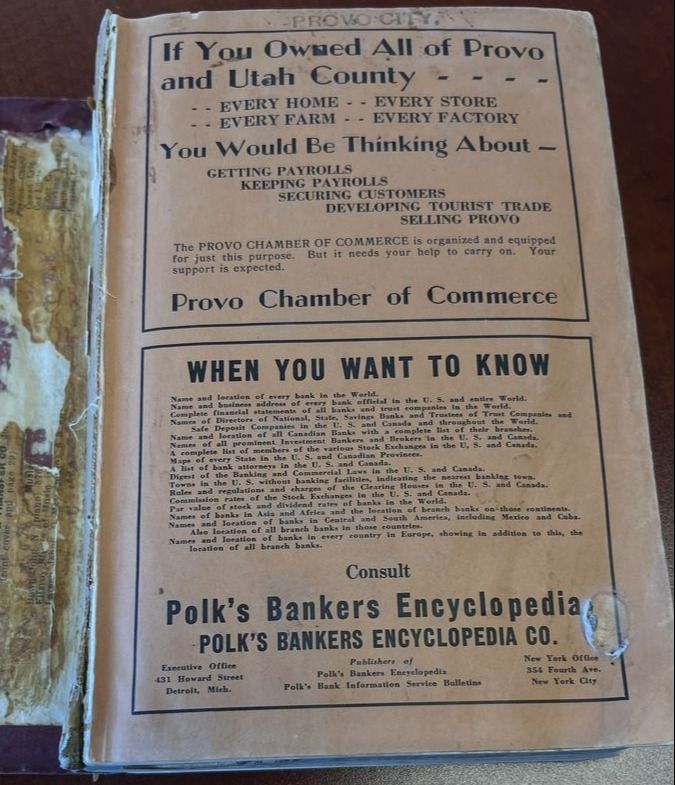 PROVO CITY.
If You Owned All of Provo
and Utah County - - - -
- - EVERY HOME - - EVERY STORE
- - EVERY FARM - - EVERY FACTORY
You Would Be Thinking About —
GETTING PAYROLLS
KEEPING PAYROLLS
SECURING CUSTOMERS
DEVELOPING TOURIST TRADE
SELLING PROVO
The PROVO CHAMBER OF COMMERCE is organized and equipped
for just this purpose. But it needs your help to carry on. Your
support is expected.
Provo Chamber of Commerce
WHEN YOU WANT TO KNOW
Name and location of every bank in the World.
Name and business address of every bank official in the U. S. and entire World.
Complete financial statements of all banks and trust companies in the World.
Names of Directors of National, State, Savings Banks and Trustees of Trust Companies and
Safe Deposit Companies in the U. S. and Canada and throughout the World.
Name and location of all Canadian Banks with a complete list of their branches.
Names of all prominent Investment Bankers and Brokers in the U. S. and Canada.
A complete list of members of the various Stock Exchanges in the U. S. and Canada.
Maps of every State in the U. S. and Canadian Provinces.
A list of bank attorneys in the U. S. and Canada.
Digest of the Banking and Commercial Laws in the U. S. and Canada.
Towns in the U. S. without banking facilities, indicating the nearest banking town.
Rules and regulations and charges of the Clearing Houses in the U. S. and Canada.
Commission rates of the Stock Exchanges in the U. S. and Canada.
Par value of stock and dividend rates of banks in the World.
Names of banks in Asia and Africa and the location of branch banks on those continents.
Names and location of banks in Central and South America, including Mexico and Cuba.
Also location of all branch banks in those countries.
Names and location of banks in every country in Europe, showing in addition to this, the
location of all branch banks.
Consult
Polk's Bankers Encyclopedia
POLK'S BANKERS ENCYCLOPEDIA CO.
Executive Office
431 Howard Street
Detroit, Mich.
Publishers of
Polk's Bankers Encyclopedia
Polk's Bank Information Service Bulletins
New York Office
354 Fourth Ave.
New York City